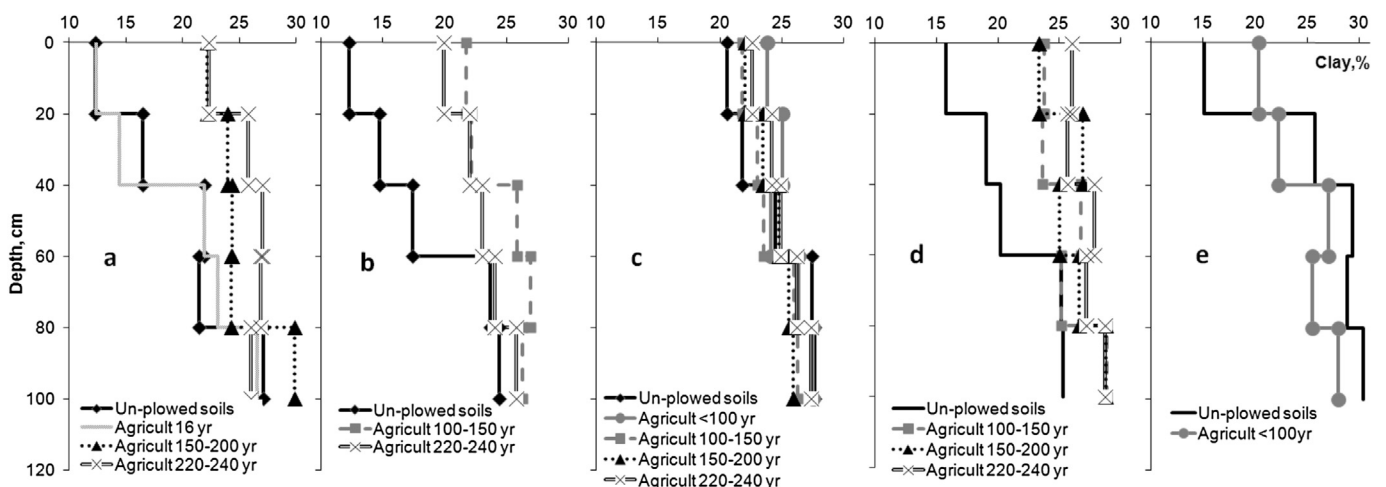 10 15 20 25 30
10 15 20 25 30
10 15 20 25 30
10 15 20 25 30
10 15 20 25 30
Clay,%
Depth, cm
0
20
40
60
80
100
120
a
Un-plowed soils
Agricult 16 yr
Agricult 150-200 yr
Agricult 220-240 yr
b
Un-plowed soils
Agricult 100-150 yr
Agricult 220-240 yr
c
Un-plowed soils
Agricult <100 yr
Agricult 100-150 yr
Agricult 150-200 yr
Agricult 220-240 yr
d
Un-plowed soils
Agricult 100-150 yr
Agricult 150-200 yr
Agricult 220-240 yr
e
Un-plowed soils
Agricult <100yr